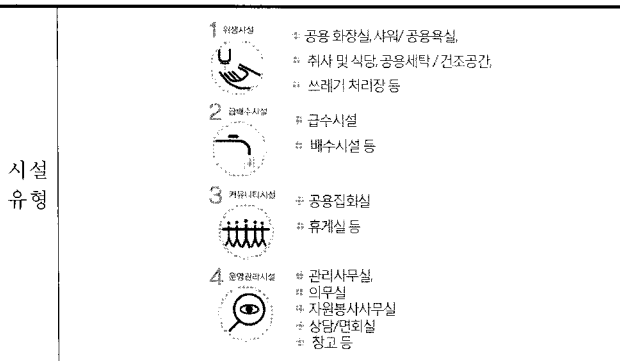 시설
유형
1 위생시설
공용 화장실, 샤워/ 공용욕실,
취사 및 식당, 공용세탁 / 건조공간,
쓰레기 처리장 등
2 급배수시설
급수시설
배수시설 등
3 커뮤니티시설
공용집화실
휴게실 등
4 운영관리시설
관리사무실,
의무실
자원봉사사무실
상담/면회실
창고 등